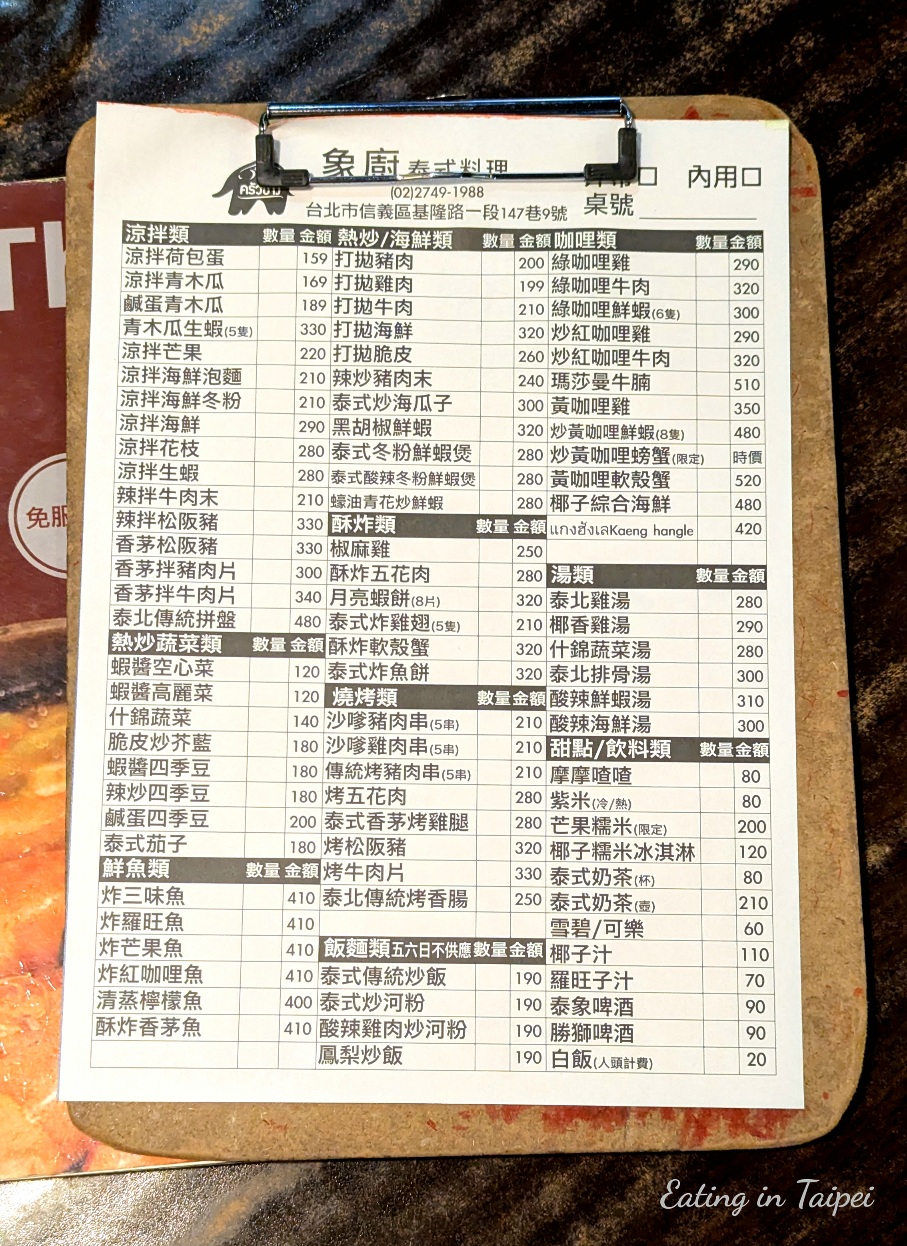 象廚 泰式料理
ครัวช้าง
(02)2749-1988
台北市信義區基隆路一段147巷9號
內用口
桌號
涼拌類 數量 金額
涼拌荷包蛋 159
涼拌青木瓜 169
鹹蛋青木瓜 189
青木瓜生蝦(5隻) 330
涼拌芒果 220
涼拌海鮮泡麵 210
涼拌海鮮冬粉 210
涼拌海鮮 290
涼拌花枝 280
涼拌生蝦 280
辣拌牛肉末 210
辣拌松阪豬 330
香茅松阪豬 330
香茅拌豬肉片 300
香茅拌牛肉片 340
泰北傳統拼盤 480
熱炒蔬菜類 數量 金額
蝦醬空心菜 120
蝦醬高麗菜 120
什錦蔬菜 140
脆皮炒芥藍 180
蝦醬四季豆 180
辣炒四季豆 180
鹹蛋四季豆 200
泰式茄子 180
鮮魚類 數量 金額
炸三味魚 410
炸羅旺魚 410
炸芒果魚 410
炸紅咖哩魚 410
清蒸檸檬魚 400
酥炸香茅魚 410
熱炒/海鮮類 數量 金額
打拋豬肉 200
打拋雞肉 199
打拋牛肉 210
打拋海鮮 320
打拋脆皮 260
辣炒豬肉末 240
泰式炒海瓜子 300
黑胡椒鮮蝦 320
泰式冬粉鮮蝦煲 280
泰式酸辣冬粉鮮蝦煲 280
蠔油青花炒鮮蝦 280
酥炸類 數量 金額
椒麻雞 250
酥炸五花肉 280
月亮蝦餅(8片) 320
泰式炸雞翅(5隻) 210
酥炸軟殼蟹 320
泰式炸魚餅 320
燒烤類 數量 金額
沙嗲豬肉串(5串) 210
沙嗲雞肉串(5串) 210
傳統烤豬肉串(5串) 210
烤五花肉 280
泰式香茅烤雞腿 280
烤松阪豬 320
烤牛肉片 330
泰北傳統烤香腸 250
飯麵類五六日不供應 數量 金額
泰式傳統炒飯 190
泰式炒河粉 190
酸辣雞肉炒河粉 190
鳳梨炒飯 190
咖哩類 數量 金額
綠咖哩雞 290
綠咖哩牛肉 320
綠咖哩鮮蝦(6隻) 300
炒紅咖哩雞 290
炒紅咖哩牛肉 320
瑪莎曼牛腩 510
黃咖哩雞 350
炒黃咖哩鮮蝦(8隻) 480
炒黃咖哩螃蟹(限定) 時價
黃咖哩軟殼蟹 520
椰子綜合海鮮 480
แกงฮังเลKaeng hangle 420
湯類 數量 金額
泰北雞湯 280
椰香雞湯 290
什錦蔬菜湯 280
泰北排骨湯 300
酸辣鮮蝦湯 310
酸辣海鮮湯 300
甜點/飲料類 數量 金額
摩摩喳喳 80
紫米(冷/熱) 80
芒果糯米(限定) 200
椰子糯米冰淇淋 120
泰式奶茶(杯) 80
泰式奶茶(壺) 210
雪碧/可樂 60
椰子汁 110
羅旺子汁 70
泰象啤酒 90
勝獅啤酒 90
白飯(人頭計費) 20
免服
Eating in Taipei